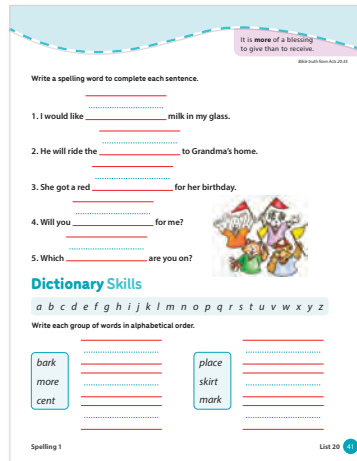 It is more of a blessing
to give than to receive.
Bible truth from Acts 20:35
Write a spelling word to complete each sentence.
1. I would like milk in my glass.
2. He will ride the to Grandma's home.
3. She got a red for her birthday.
4. Will you for me?
5. Which are you on?
Dictionary Skills
a b c d e f g h i j k l m n o p q r s t u v w x y z
Write each group of words in alphabetical order.
bark
more
cent
place
skirt
mark
Spelling 1
List 20 41